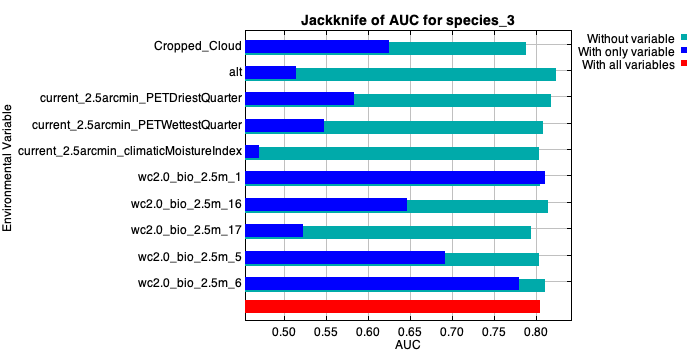 Jackknife of AUC for species_3
Without variable
With only variable
With all variables
Environmental Variable
Cropped_Cloud
alt
current_2.5arcmin_PETDriestQuarter
current_2.5arcmin_PETWettestQuarter
current_2.5arcmin_climaticMoistureIndex
wc2.0_bio_2.5m_1
wc2.0_bio_2.5m_16
wc2.0_bio_2.5m_17
wc2.0_bio_2.5m_5
wc2.0_bio_2.5m_6
0.50 0.55 0.60 0.65 0.70 0.75 0.80
AUC